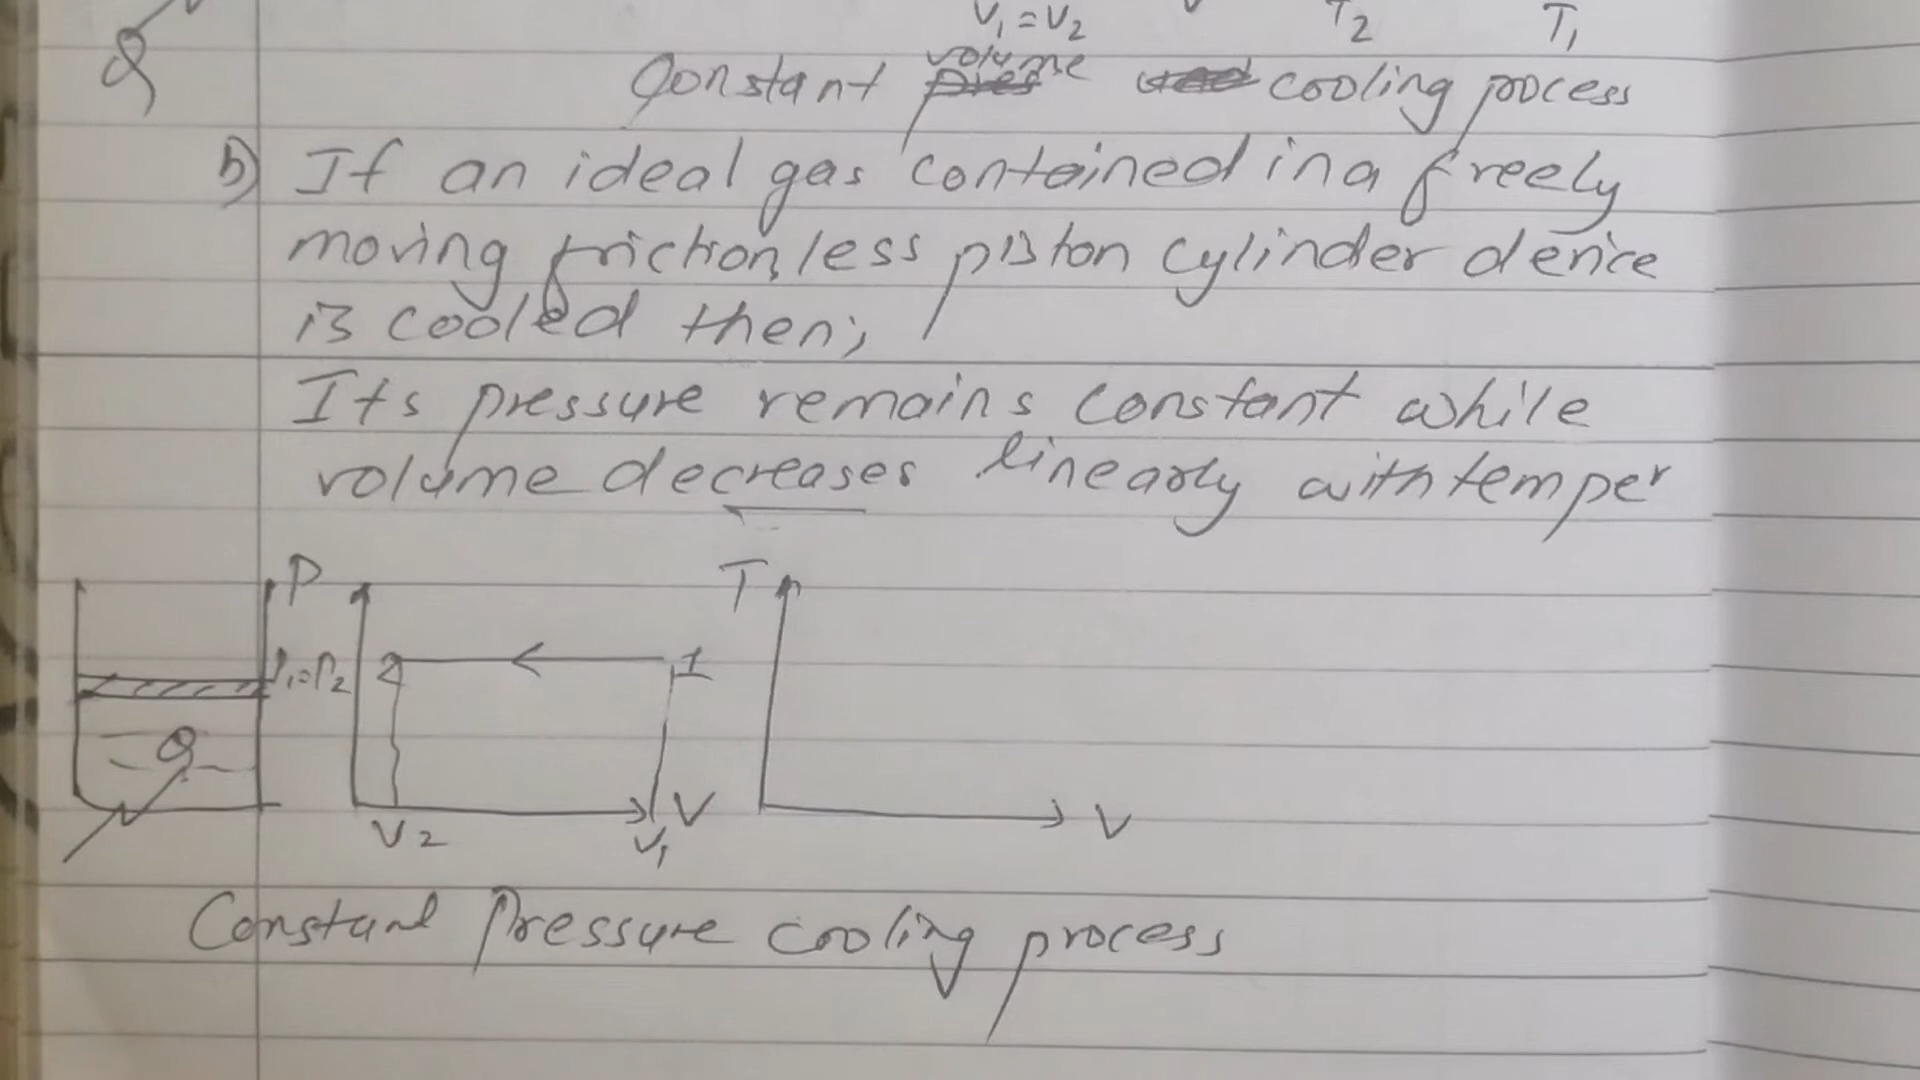 V₁ = V₂ V T₂ T₁
Constant volume cooling process
Q
b) If an ideal gas contained in a freely
moving frictionless piston cylinder device
is cooled then;
Its pressure remains constant while
volume decreases linearly with temper
P T
P₁=P₂ 2 1
Q
V₂ V₁ V V
Constant Pressure cooling process